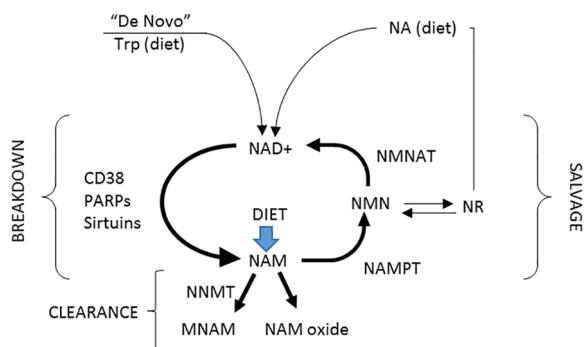 “De Novo”
Trp (diet)
NA (diet)
BREAKDOWN
CD38
PARPs
Sirtuins
NAD+
NMNAT
NMN
NR
SALVAGE
DIET
NAM
NAMPT
CLEARANCE
NNMT
MNAM
NAM oxide